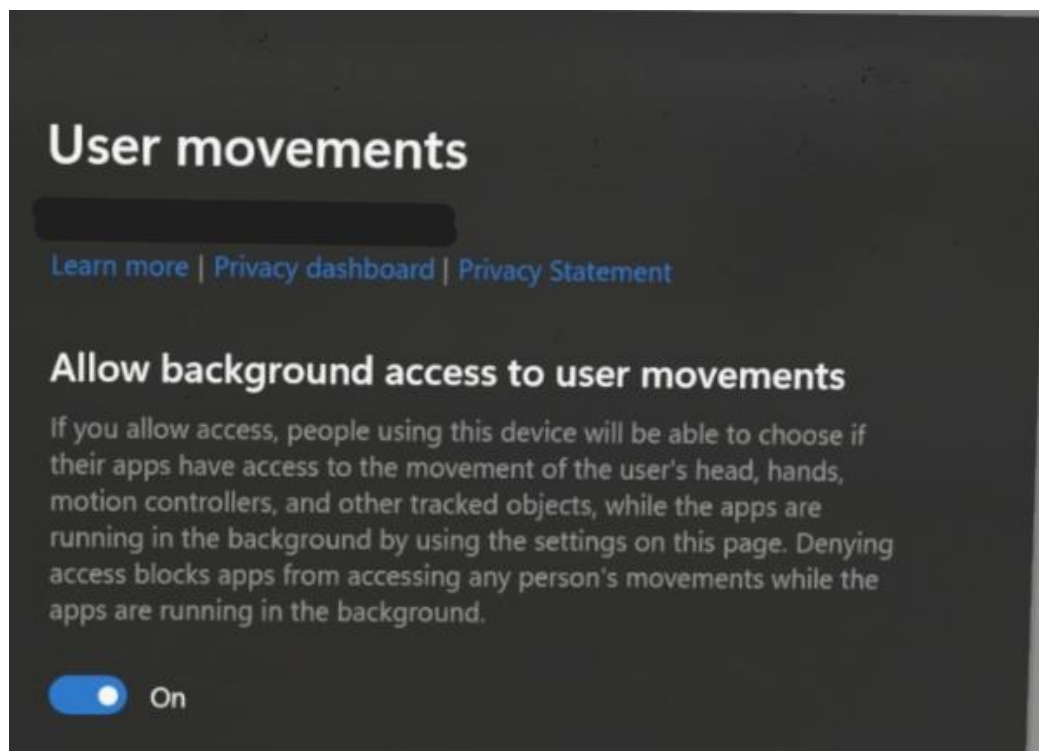 User movements
Learn more | Privacy dashboard | Privacy Statement
Allow background access to user movements
If you allow access, people using this device will be able to choose if
their apps have access to the movement of the user's head, hands,
motion controllers, and other tracked objects, while the apps are
running in the background by using the settings on this page. Denying
access blocks apps from accessing any person's movements while the
apps are running in the background.
On